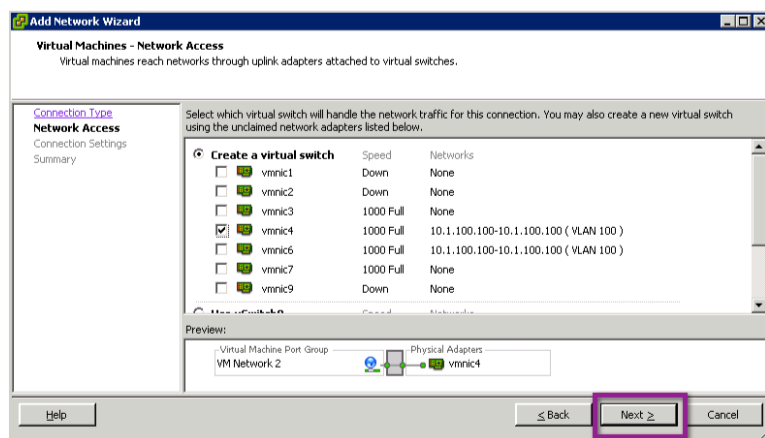 Add Network Wizard
Virtual Machines - Network Access
Virtual machines reach networks through uplink adapters attached to virtual switches.
Connection Type
Network Access
Connection Settings
Summary
Select which virtual switch will handle the network traffic for this connection. You may also create a new virtual switch
using the unclaimed network adapters listed below.
Create a virtual switch Speed Networks
vmnic1 Down None
vmnic2 Down None
vmnic3 1000 Full None
vmnic4 1000 Full 10.1.100.100-10.1.100.100 ( VLAN 100 )
vmnic6 1000 Full 10.1.100.100-10.1.100.100 ( VLAN 100 )
vmnic7 1000 Full None
vmnic9 Down None
Use vSwitch0 Speed Networks
Preview:
Virtual Machine Port Group Physical Adapters
VM Network 2 vmnic4
Help ≤ Back Next ≥ Cancel